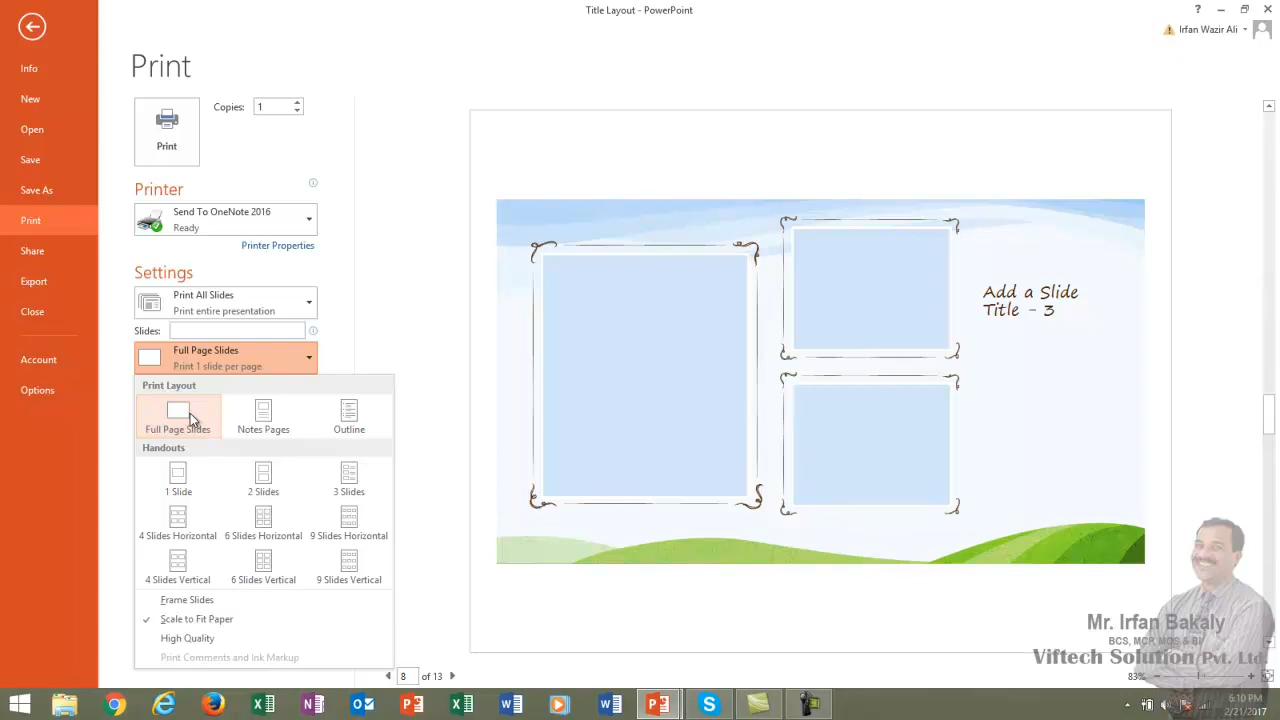 Title Layout - PowerPoint
?
Irfan Wazir Ali
Info
New
Open
Save
Save As
Print
Share
Export
Close
Account
Options
Print
Print
Copies: 1
Printer
Send To OneNote 2016
Ready
Printer Properties
Settings
Print All Slides
Print entire presentation
Slides:
Full Page Slides
Print 1 slide per page
Print Layout
Full Page Slides
Notes Pages
Outline
Handouts
1 Slide
2 Slides
3 Slides
4 Slides Horizontal
6 Slides Horizontal
9 Slides Horizontal
4 Slides Vertical
6 Slides Vertical
9 Slides Vertical
Frame Slides
Scale to Fit Paper
High Quality
Print Comments and Ink Markup
Add a Slide
Title - 3
8 of 13
83%
Mr. Irfan Bakaly
BCS, MCP, MOS & BI
Viftech Solution Pvt. Ltd.
6:10 PM
2/21/2017